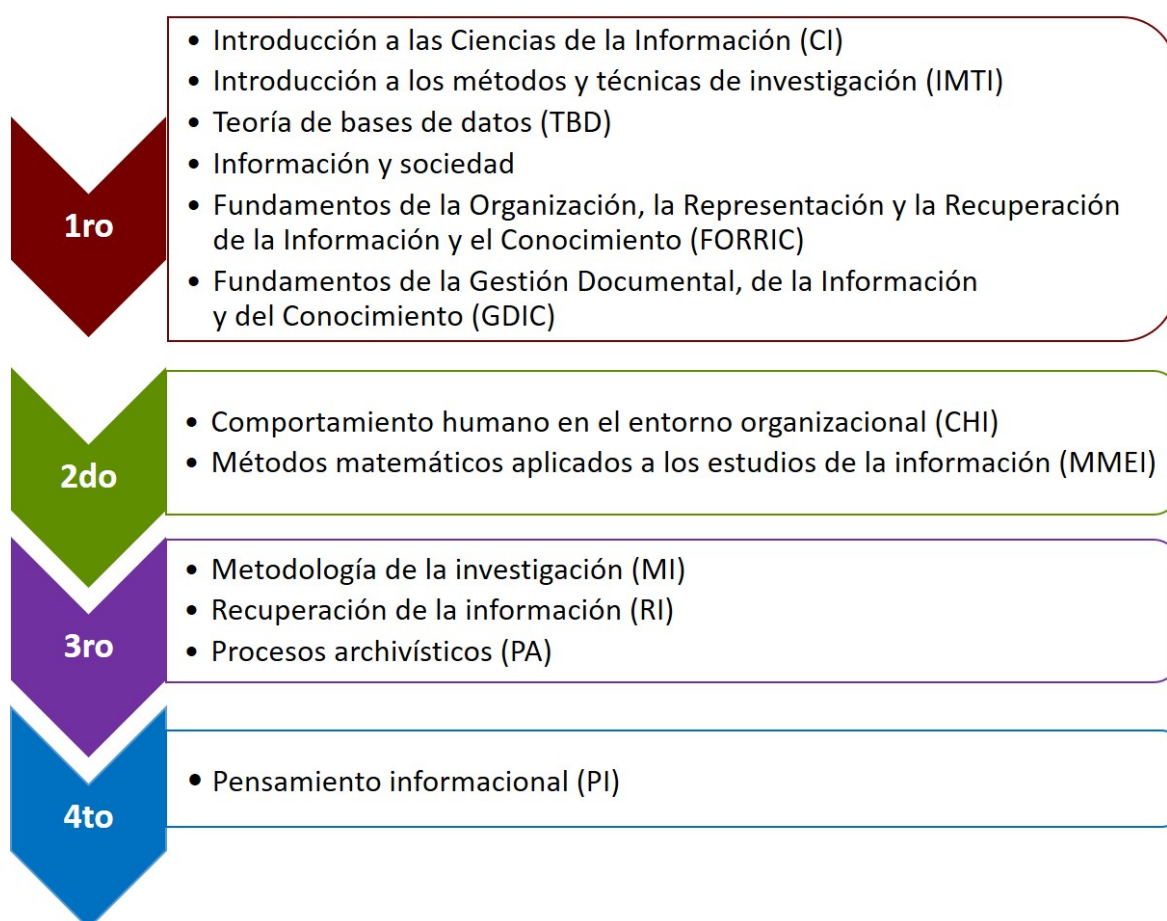 1ro
• Introducción a las Ciencias de la Información (CI)
• Introducción a los métodos y técnicas de investigación (IMTI)
• Teoría de bases de datos (TBD)
• Información y sociedad
• Fundamentos de la Organización, la Representación y la Recuperación
de la Información y el Conocimiento (FORRIC)
• Fundamentos de la Gestión Documental, de la Información
y del Conocimiento (GDIC)
2do
• Comportamiento humano en el entorno organizacional (CHI)
• Métodos matemáticos aplicados a los estudios de la información (MMEI)
3ro
• Metodología de la investigación (MI)
• Recuperación de la información (RI)
• Procesos archivísticos (PA)
4to
• Pensamiento informacional (PI)